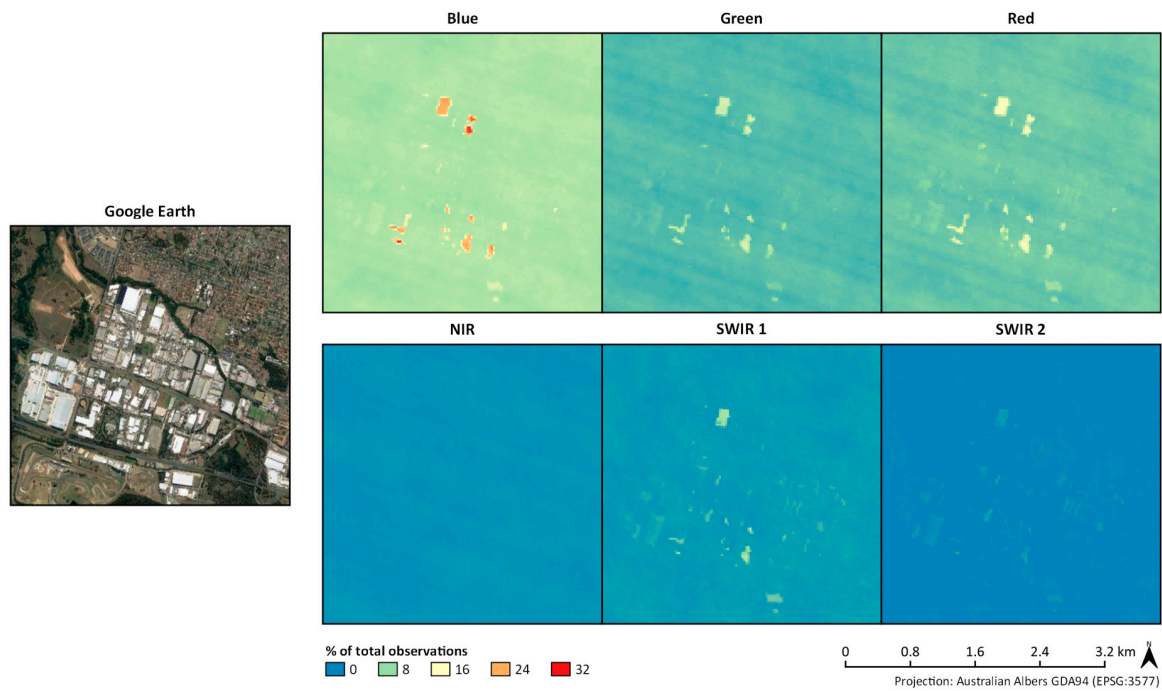 Blue Green Red
Google Earth
NIR SWIR 1 SWIR 2
% of total observations
0 8 16 24 32
0 0.8 1.6 2.4 3.2 km N
Projection: Australian Albers GDA94 (EPSG:3577)